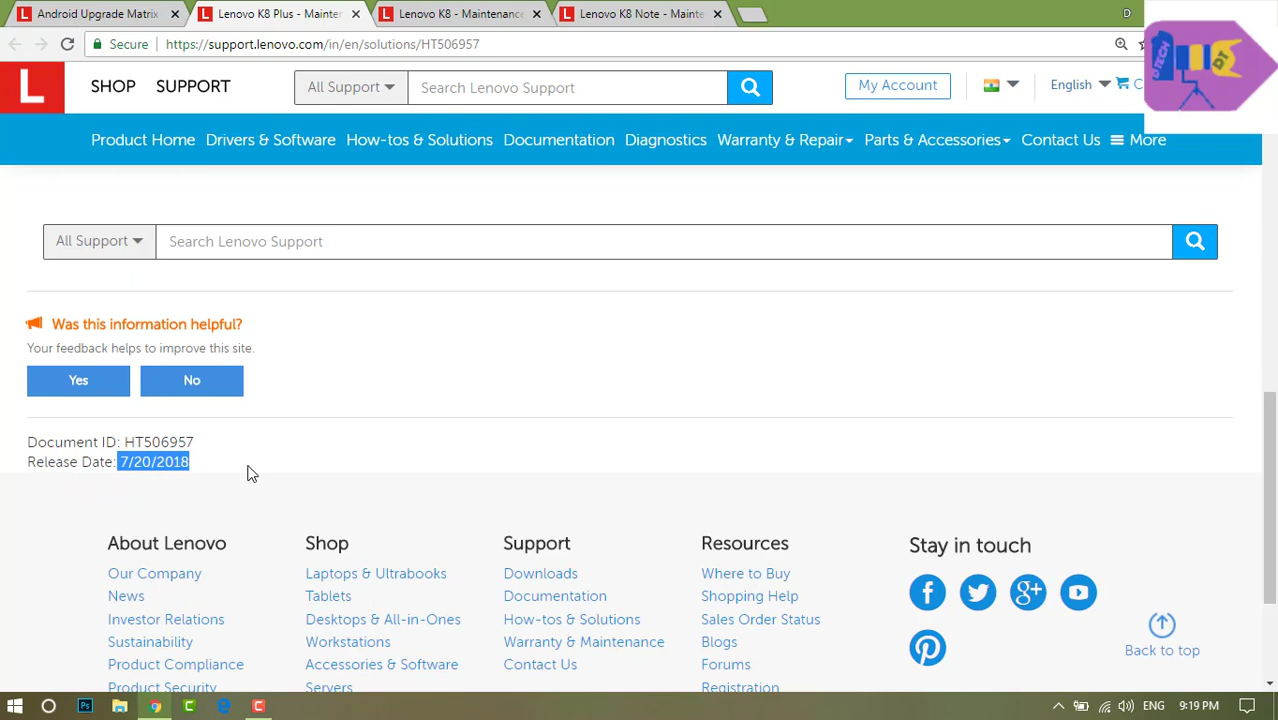 Android Upgrade Matrix
Lenovo K8 Plus - Mainter
Lenovo K8 - Maintenance
Lenovo K8 Note - Mainte
D
Secure
https://support.lenovo.com/in/en/solutions/HT506957
L
SHOP
SUPPORT
All Support
Search Lenovo Support
My Account
English
C
TECH
DT
Product Home
Drivers & Software
How-tos & Solutions
Documentation
Diagnostics
Warranty & Repair
Parts & Accessories
Contact Us
More
All Support
Search Lenovo Support
Was this information helpful?
Your feedback helps to improve this site.
Yes
No
Document ID: HT506957
Release Date: 7/20/2018
About Lenovo
Our Company
News
Investor Relations
Sustainability
Product Compliance
Product Security
Shop
Laptops & Ultrabooks
Tablets
Desktops & All-in-Ones
Workstations
Accessories & Software
Servers
Support
Downloads
Documentation
How-tos & Solutions
Warranty & Maintenance
Contact Us
Resources
Where to Buy
Shopping Help
Sales Order Status
Blogs
Forums
Registration
Stay in touch
Back to top
Ps
ENG
9:19 PM